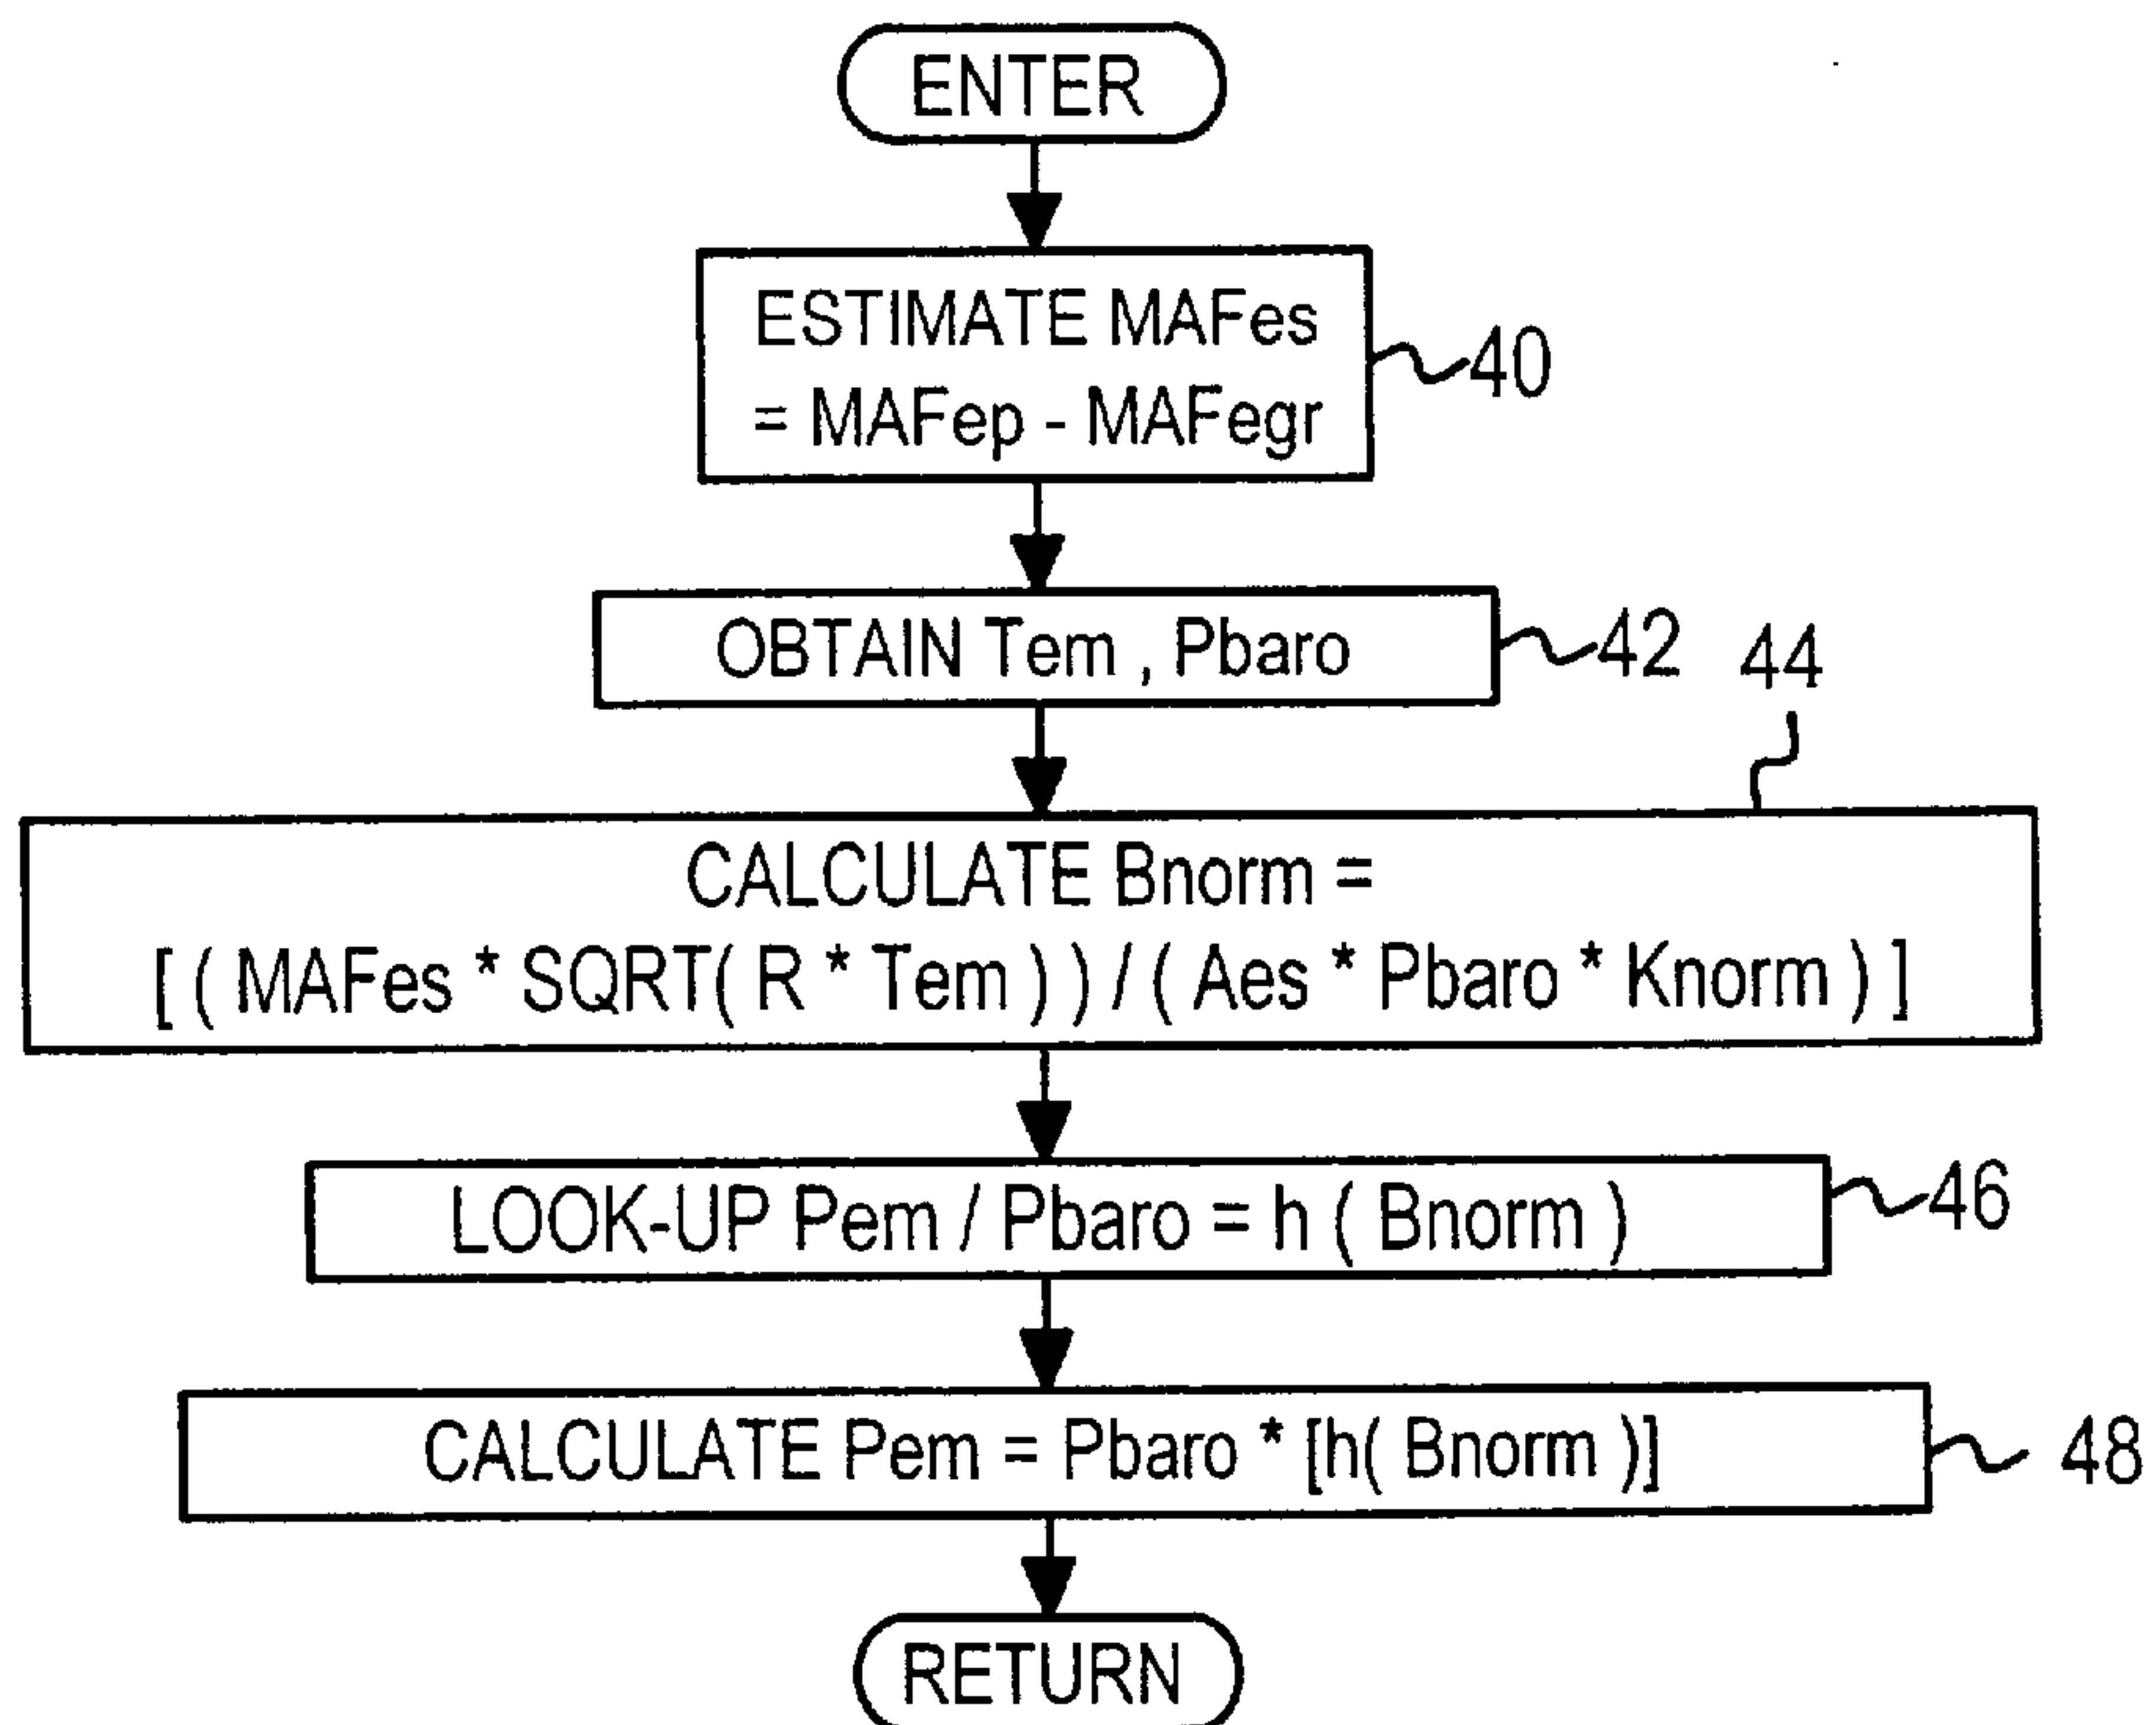 ENTER
ESTIMATE MAFes
= MAFep - MAFegr
40
OBTAIN Tem , Pbaro
42
44
CALCULATE Bnorm =
[ ( MAFes * SQRT( R * Tem ) ) / ( Aes * Pbaro * Knorm ) ]
LOOK-UP Pem / Pbaro = h ( Bnorm )
46
CALCULATE Pem = Pbaro * [h( Bnorm )]
48
RETURN